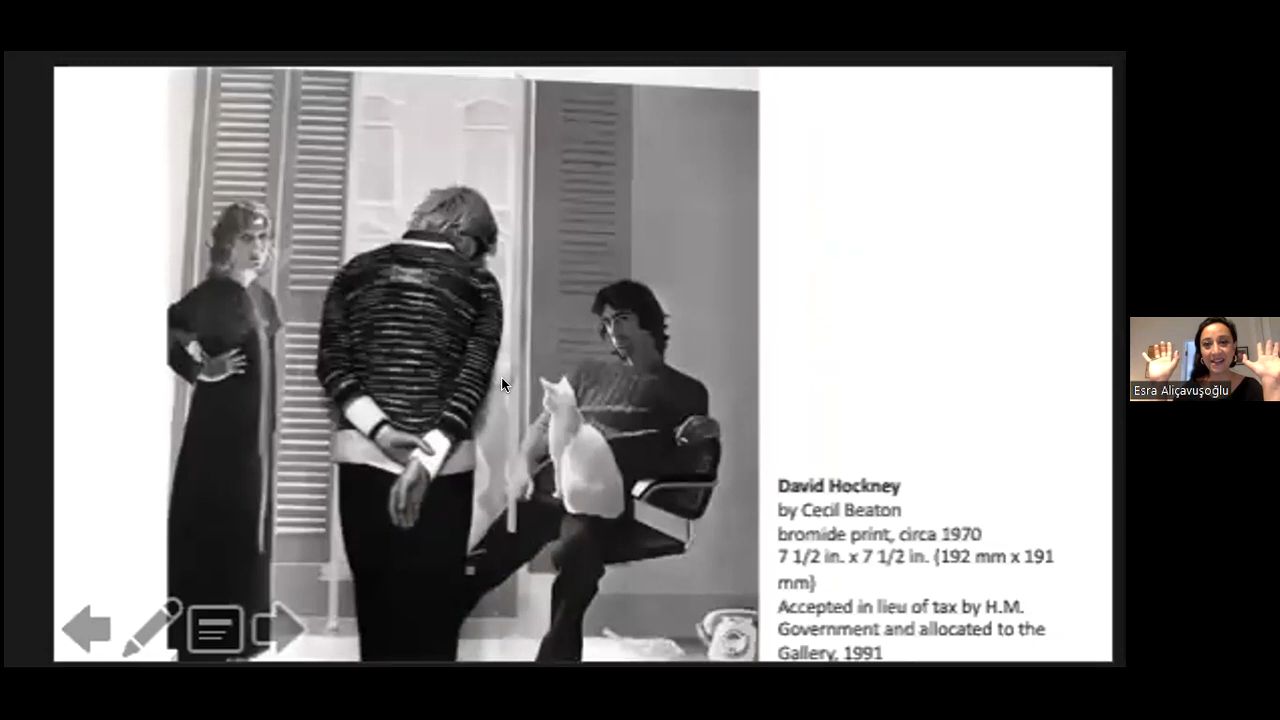 David Hockney
by Cecil Beaton
bromide print, circa 1970
7 1/2 in. x 7 1/2 in. (192 mm x 191
mm)
Accepted in lieu of tax by H.M.
Government and allocated to the
Gallery, 1991
Esra Aliçavuşoğlu